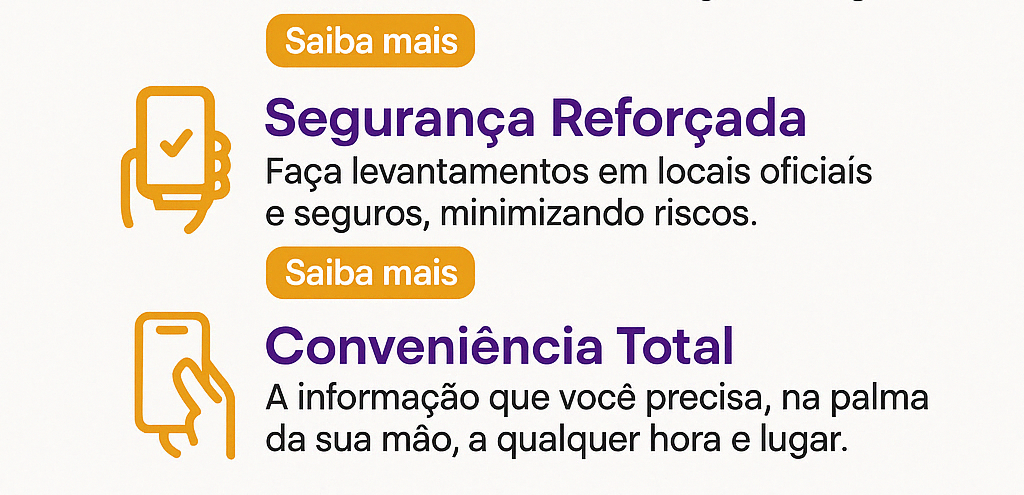 Saiba mais
Segurança Reforçada
Faça levantamentos em locais oficiaís
e seguros, minimizando riscos.
Saiba mais
Conveniência Total
A informação que você precisa, na palma
da sua mâo, a qualquer hora e lugar.